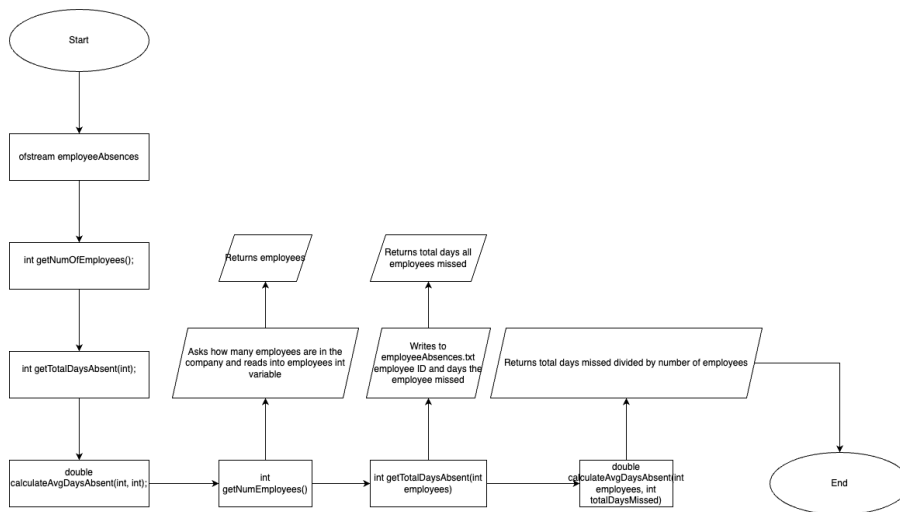 Start
ofstream employeeAbsences
int getNumOfEmployees();
int getTotalDaysAbsent(int);
double
calculateAvgDaysAbsent(int, int);
Returns employees
Asks how many employees are in the
company and reads into employees int
variable
int
getNumEmployees()
Returns total days all
employees missed
Writes to
employeeAbsences.txt
employee ID and days the
employee missed
int getTotalDaysAbsent(int
employees)
Returns total days missed divided by number of employees
double
calculateAvgDaysAbsent(int
employees, int
totalDaysMissed)
End